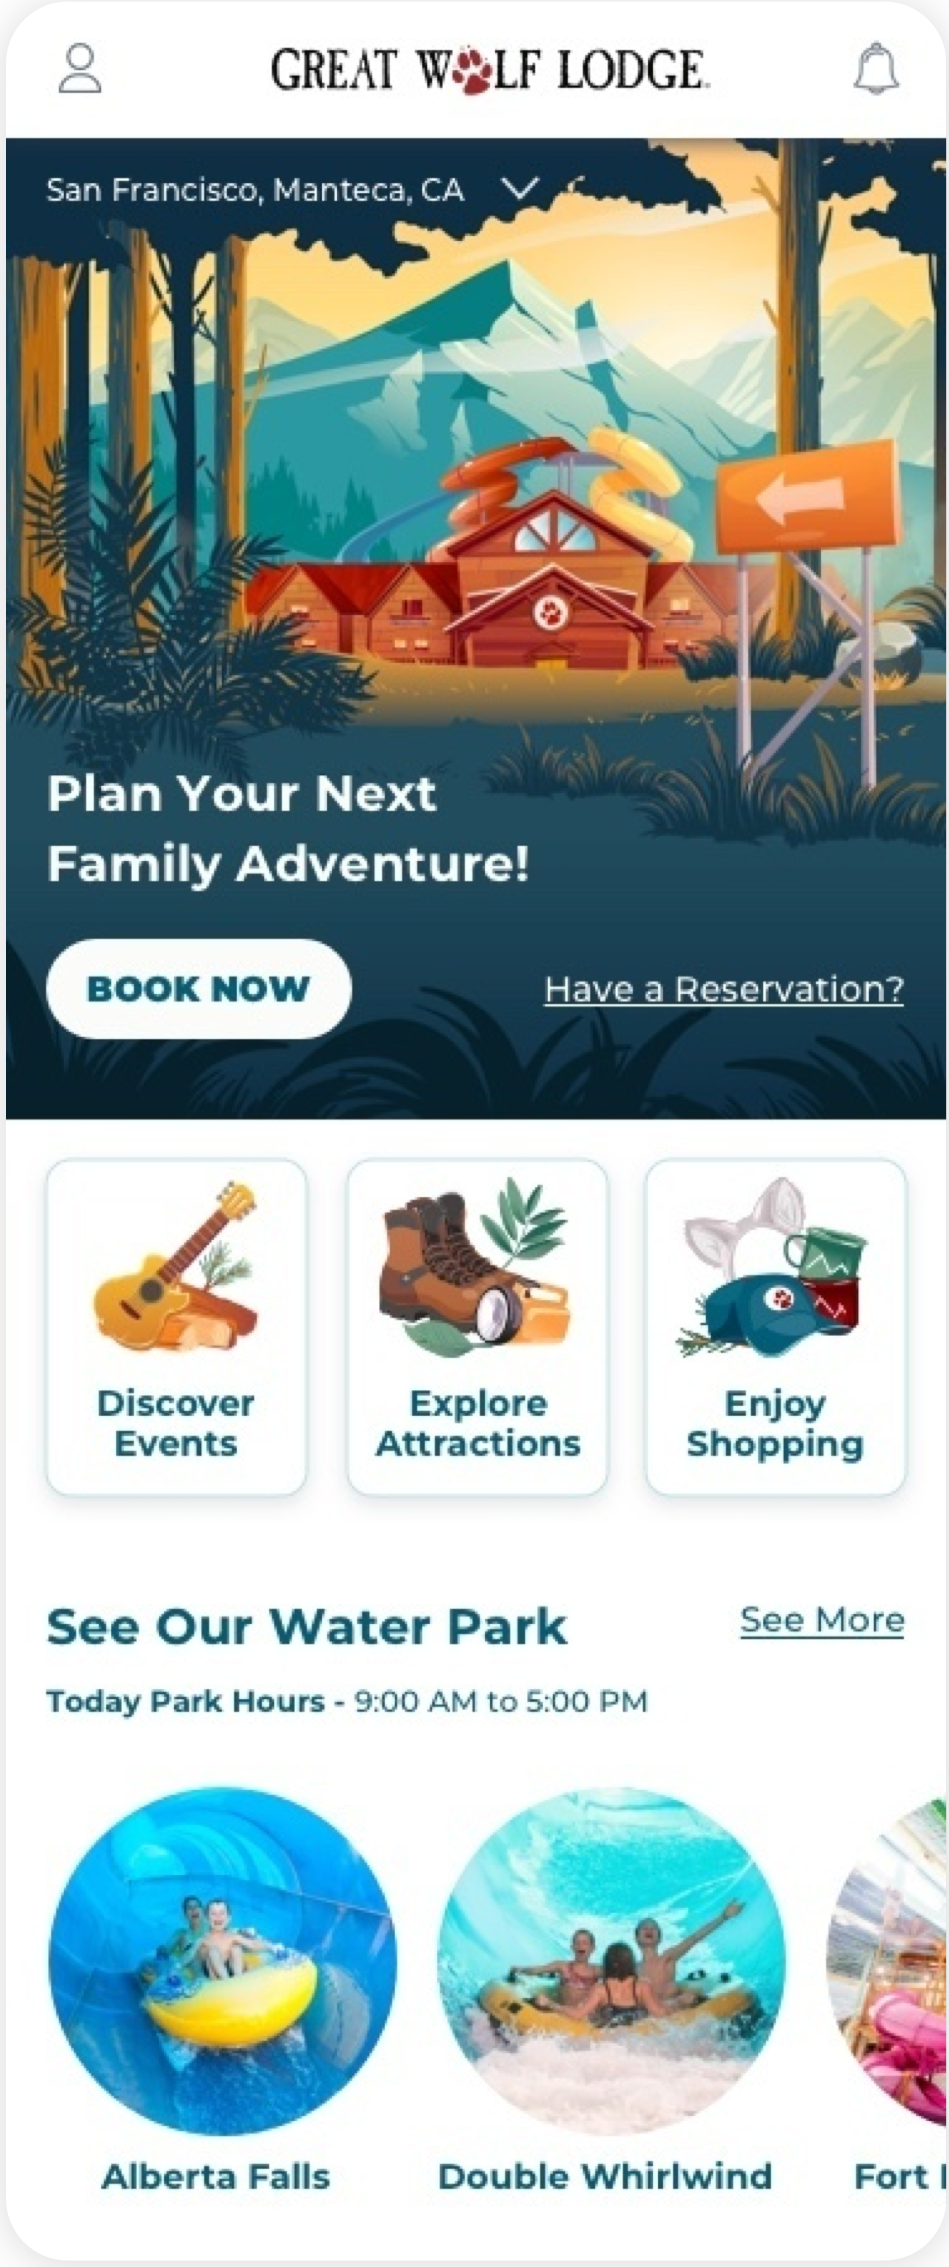 GREAT WOLF LODGE
San Francisco, Manteca, CA
Plan Your Next
Family Adventure!
BOOK NOW
Have a Reservation?
Discover
Events
Explore
Attractions
Enjoy
Shopping
See Our Water Park
See More
Today Park Hours - 9:00 AM to 5:00 PM
Alberta Falls
Double Whirlwind
Fort